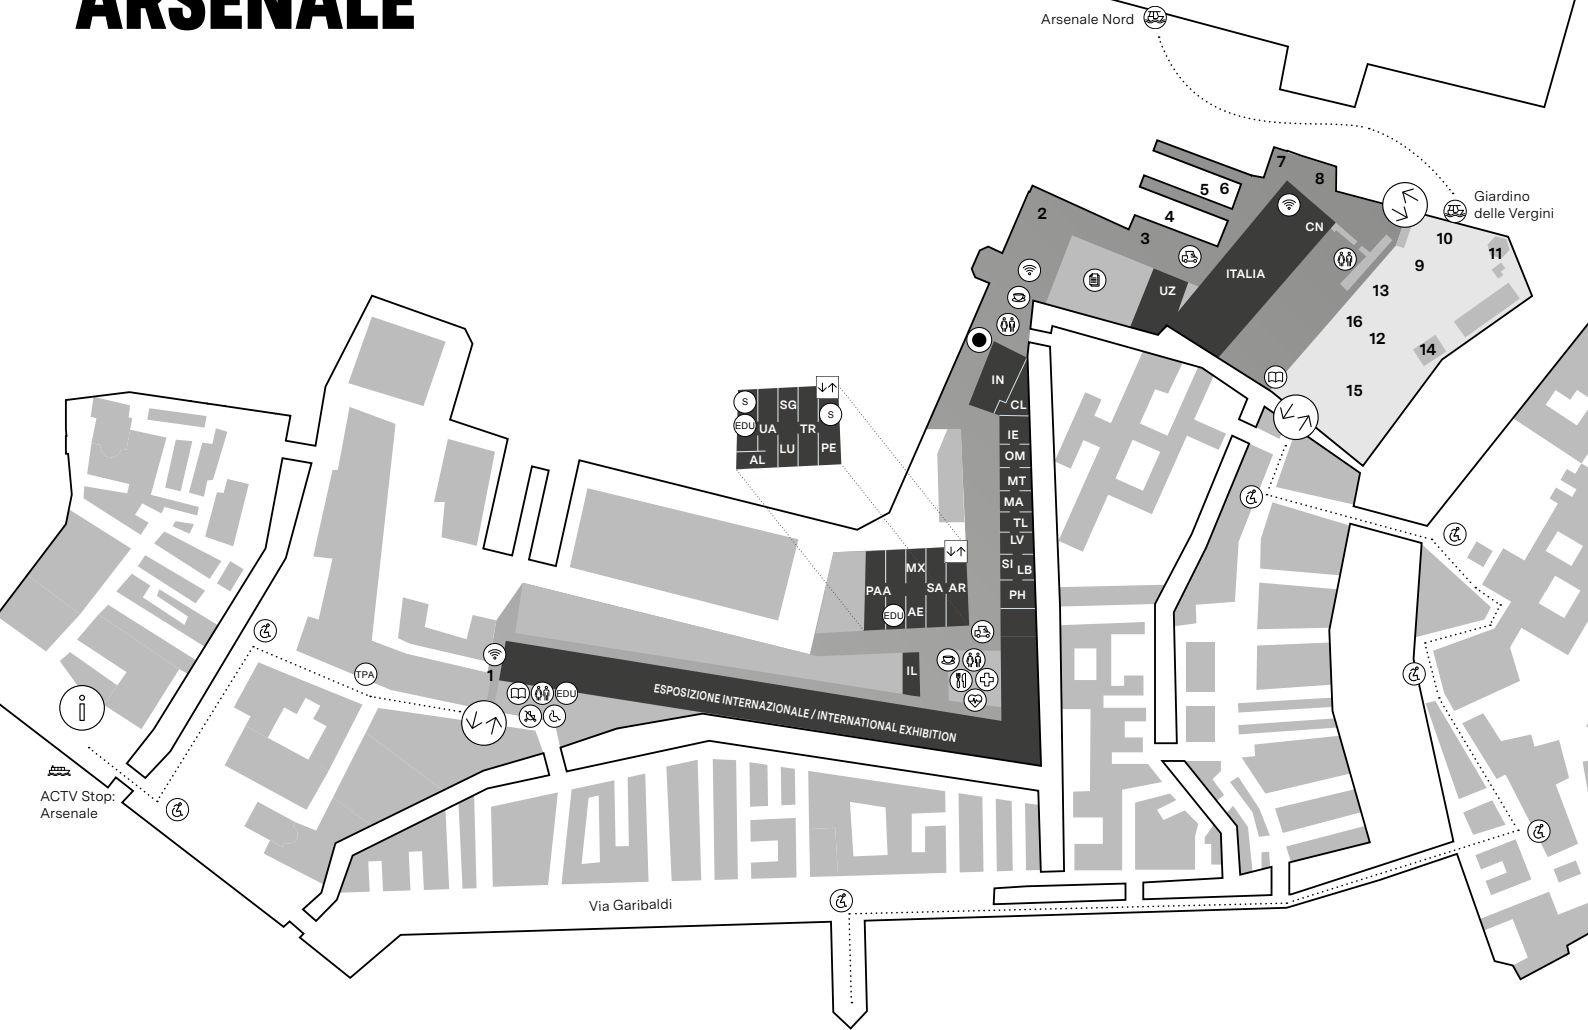 ARSENALE
Arsenale Nord
Giardino
delle Vergini
7
8
5 6
4
2
3
CN
10
11
9
ITALIA
UZ
13
16
12
14
15
IN
CL
IE
OM
MT
MA
TL
LV
SI LB
PH
S
SG
S
EDU
UA
TR
LU
PE
AL
MX
PAA
SA AR
EDU
AE
IL
TPA
1
EDU
ESPOSIZIONE INTERNAZIONALE / INTERNATIONAL EXHIBITION
i
ACTV Stop:
Arsenale
Via Garibaldi